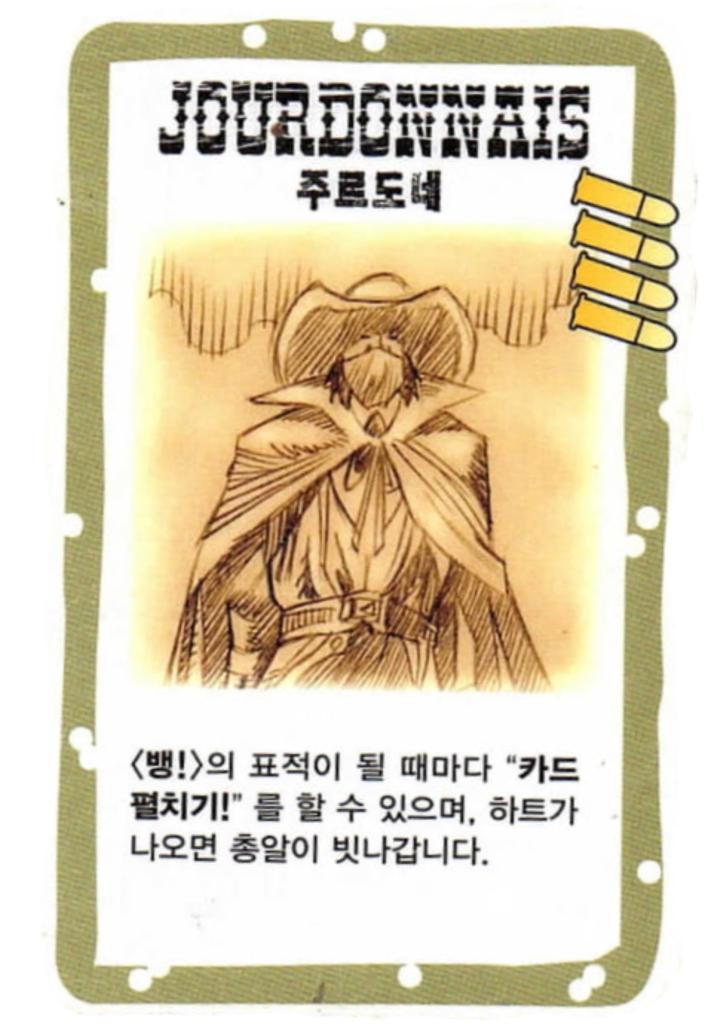 JOURDONNAIS
주르도네
〈뱅!〉의 표적이 될 때마다 “카드
펼치기!” 를 할 수 있으며, 하트가
나오면 총알이 빗나갑니다.